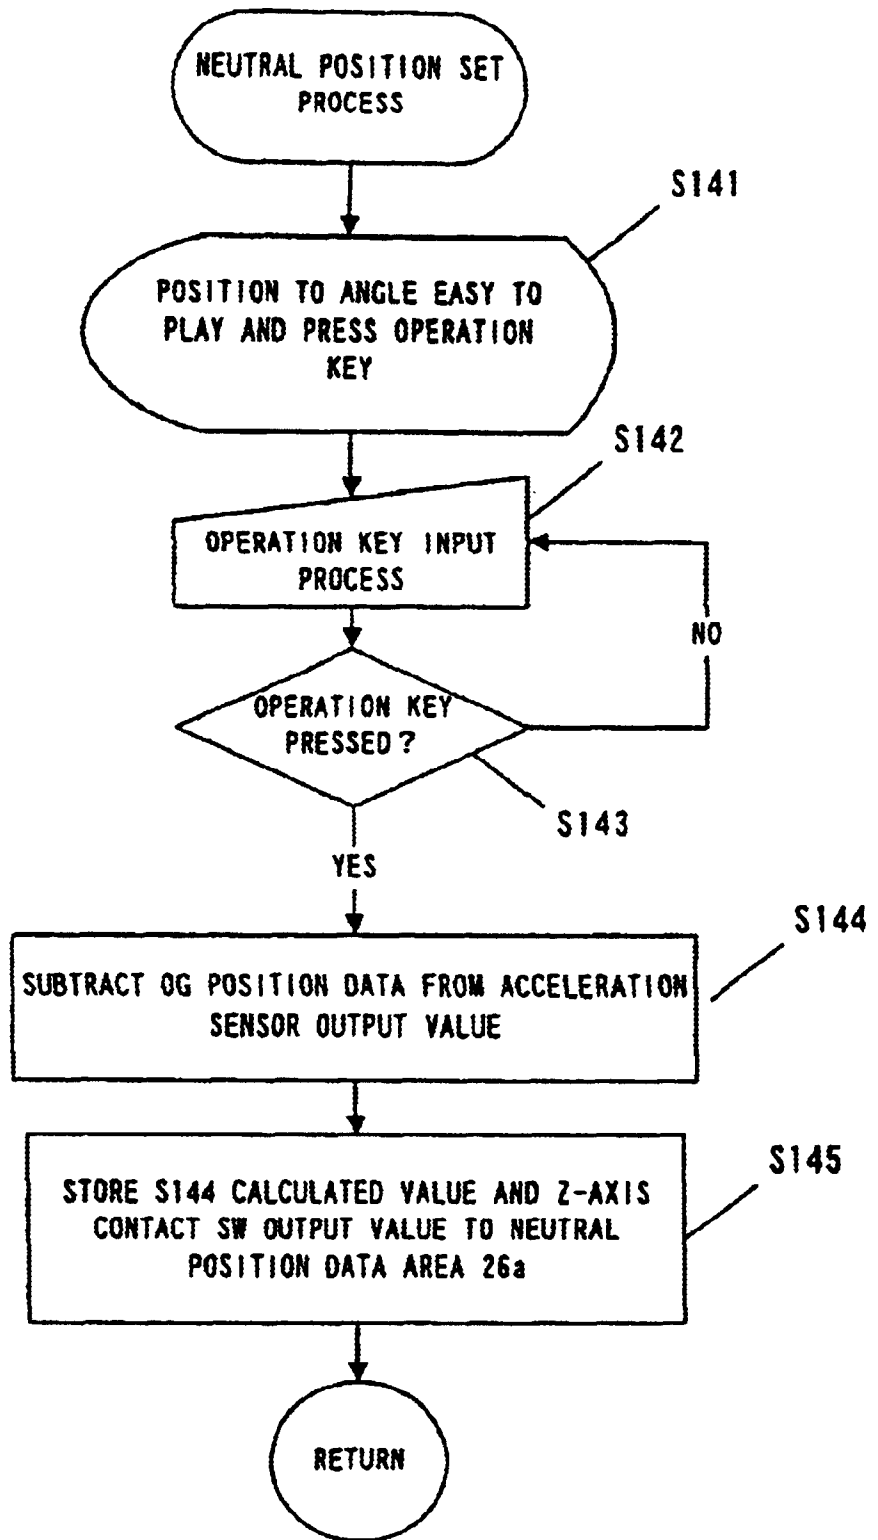 NEUTRAL POSITION SET
PROCESS
S141
POSITION TO ANGLE EASY TO
PLAY AND PRESS OPERATION
KEY
S142
OPERATION KEY INPUT
PROCESS
NO
OPERATION KEY
PRESSED?
S143
YES
S144
SUBTRACT 0G POSITION DATA FROM ACCELERATION
SENSOR OUTPUT VALUE
S145
STORE S144 CALCULATED VALUE AND Z-AXIS
CONTACT SW OUTPUT VALUE TO NEUTRAL
POSITION DATA AREA 26a
RETURN